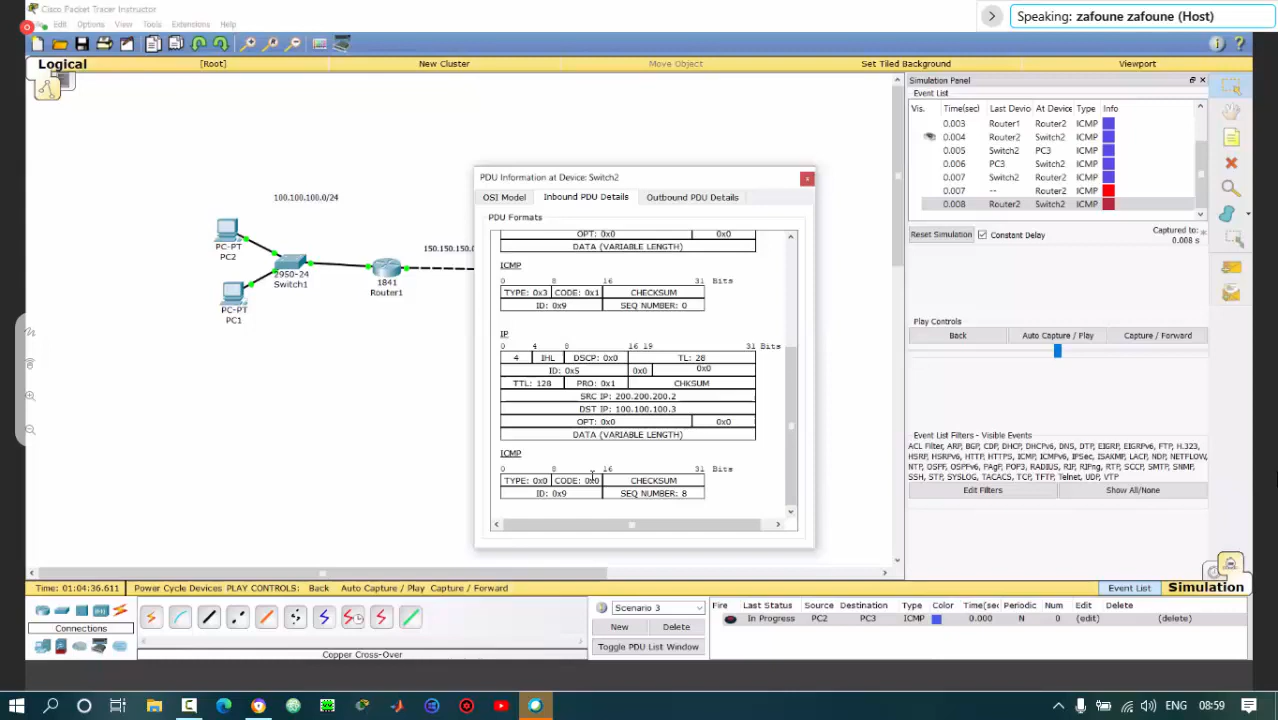 Cisco Packet Tracer Instructor
Speaking: zafoune zafoune (Host)
Edit Options View Tools Extensions Help
Logical [Root] New Cluster Move Object Set Tiled Background Viewport
Simulation Panel
Event List
Vis. Time(sec) Last Devic At Device Type Info
0.003 Router1 Router2 ICMP
0.004 Router2 Switch2 ICMP
0.005 Switch2 PC3 ICMP
0.006 PC3 Switch2 ICMP
0.007 Switch2 Router2 ICMP
0.007 -- Router2 ICMP
0.008 Router2 Switch2 ICMP
Reset Simulation Constant Delay Captured to:
0.008 s
Play Controls
Back Auto Capture / Play Capture / Forward
Event List Filters - Visible Events
ACL Filter, ARP, BGP, CDP, DHCP, DHCPv6, DNS, DTP, EIGRP, EIGRPv6, FTP, H.323,
HSRP, HSRPv6, HTTP, HTTPS, ICMP, ICMPv6, IPSec, ISAKMP, LACP, NDP, NETFLOW,
NTP, OSPF, OSPFv6, PAgP, POP3, RADIUS, RIP, RIPng, RTP, SCCP, SMTP, SNMP,
SSH, STP, SYSLOG, TACACS, TCP, TFTP, Telnet, UDP, VTP
Edit Filters Show All/None
100.100.100.0/24
150.150.150.0
PC-PT
PC2
2950-24
Switch1
1841
Router1
PC-PT
PC1
PDU Information at Device: Switch2
OSI Model Inbound PDU Details Outbound PDU Details
PDU Formats
OPT: 0x0 0x0
DATA (VARIABLE LENGTH)
ICMP
0 8 16 31 Bits
TYPE: 0x3 CODE: 0x1 CHECKSUM
ID: 0x9 SEQ NUMBER: 0
IP
0 4 8 16 19 31 Bits
4 IHL DSCP: 0x0 TL: 28
ID: 0x5 0x0 0x0
TTL: 128 PRO: 0x1 CHKSUM
SRC IP: 200.200.200.2
DST IP: 100.100.100.3
OPT: 0x0 0x0
DATA (VARIABLE LENGTH)
ICMP
0 8 16 31 Bits
TYPE: 0x0 CODE: 0x0 CHECKSUM
ID: 0x9 SEQ NUMBER: 8
Time: 01:04:36.611 Power Cycle Devices PLAY CONTROLS: Back Auto Capture / Play Capture / Forward Event List Simulation
Connections
Copper Cross-Over
Scenario 3
New Delete
Toggle PDU List Window
Fire Last Status Source Destination Type Color Time(sec Periodic Num Edit Delete
In Progress PC2 PC3 ICMP 0.000 N 0 (edit) (delete)
ENG 08:59